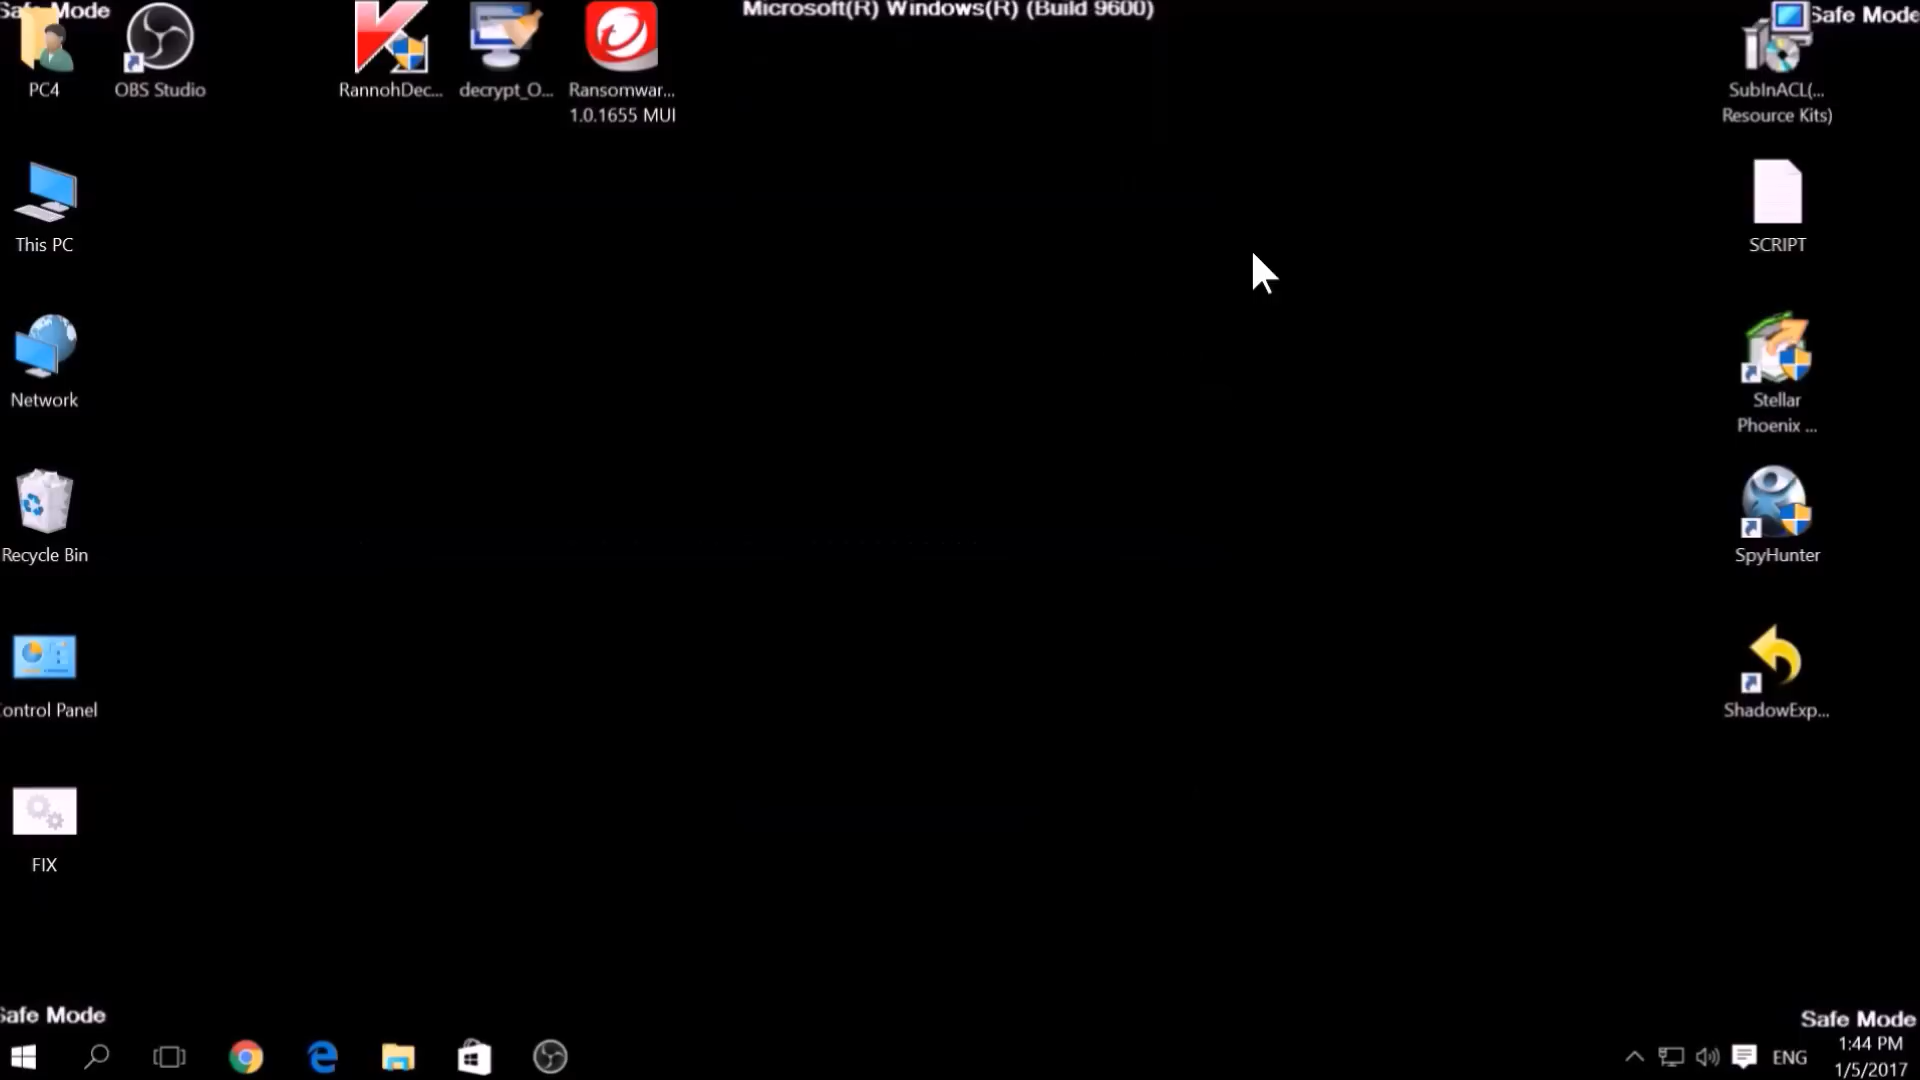 Safe Mode
Microsoft(R) Windows(R) (Build 9600)
Safe Mode
PC4
OBS Studio
RannohDec...
decrypt_O...
Ransomwar...
1.0.1655 MUI
SubInACL(...
Resource Kits)
This PC
SCRIPT
Network
Stellar
Phoenix ...
Recycle Bin
SpyHunter
Control Panel
ShadowExp...
FIX
Safe Mode
Safe Mode
1:44 PM
ENG
1/5/2017